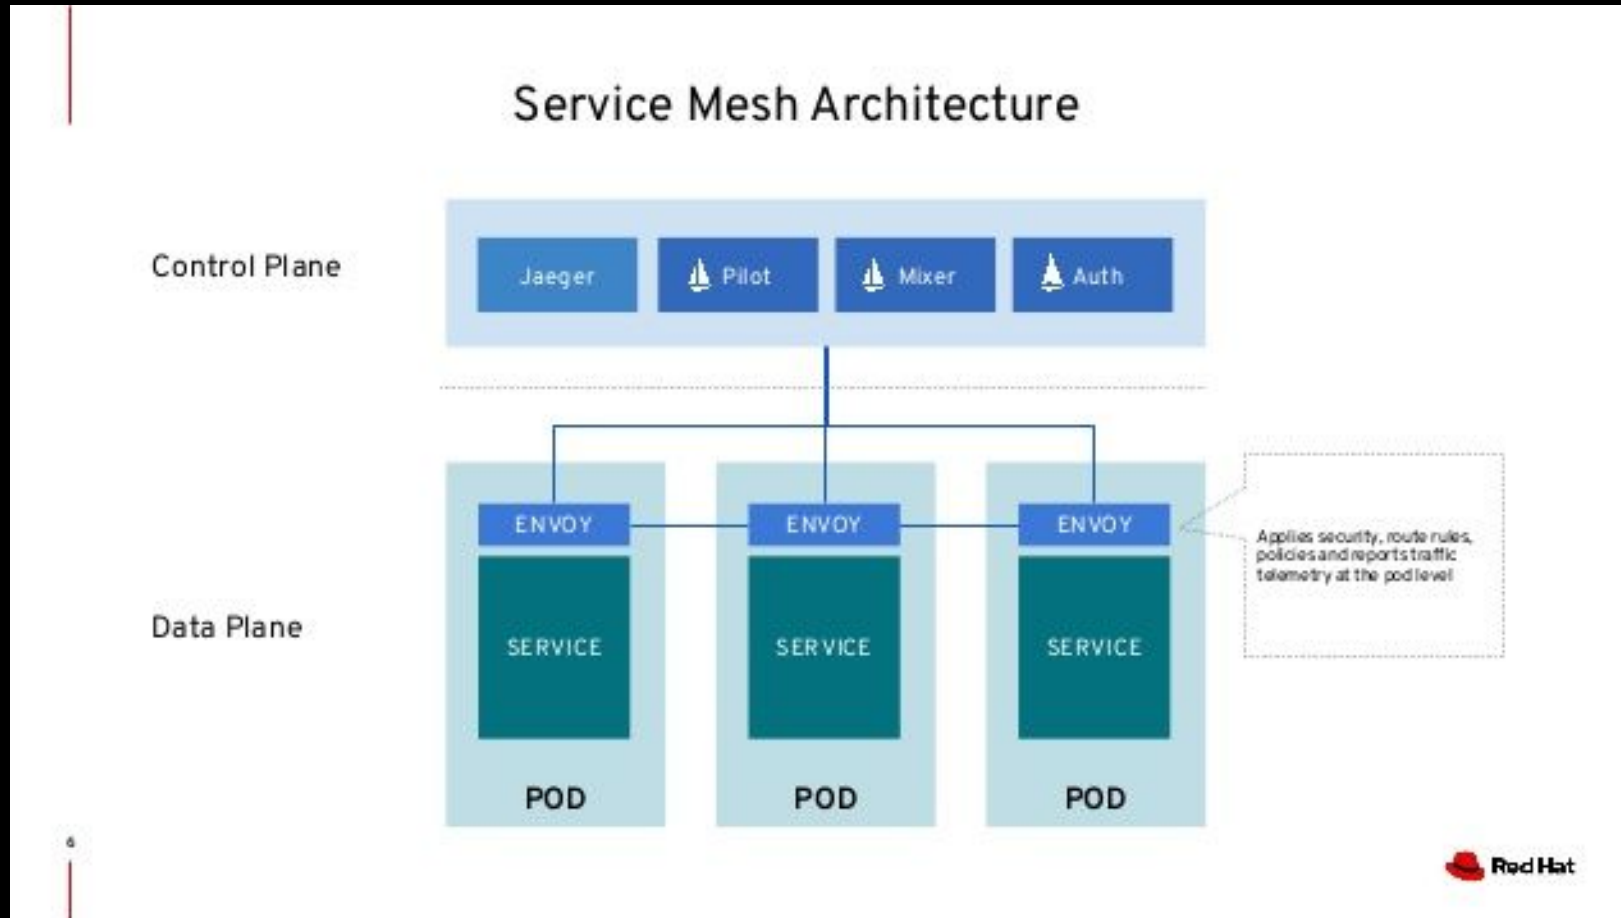 Service Mesh Architecture
Control Plane
Jaeger
Pilot
Mixer
Auth
ENVOY
ENVOY
ENVOY
Applies security, route rules,
policies and reports traffic
telemetry at the pod level
Data Plane
SERVICE
SERVICE
SERVICE
POD
POD
POD
6
Red Hat